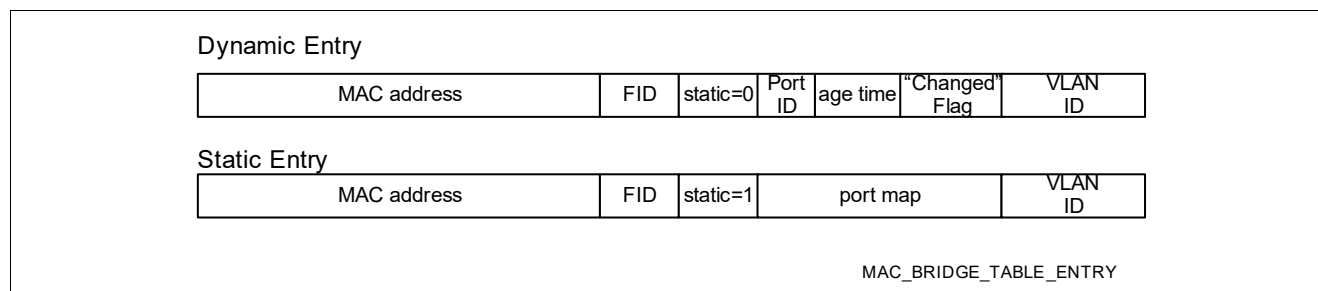 Dynamic Entry
MAC address FID static=0 Port ID age time “Changed” Flag VLAN ID
Static Entry
MAC address FID static=1 port map VLAN ID
MAC_BRIDGE_TABLE_ENTRY